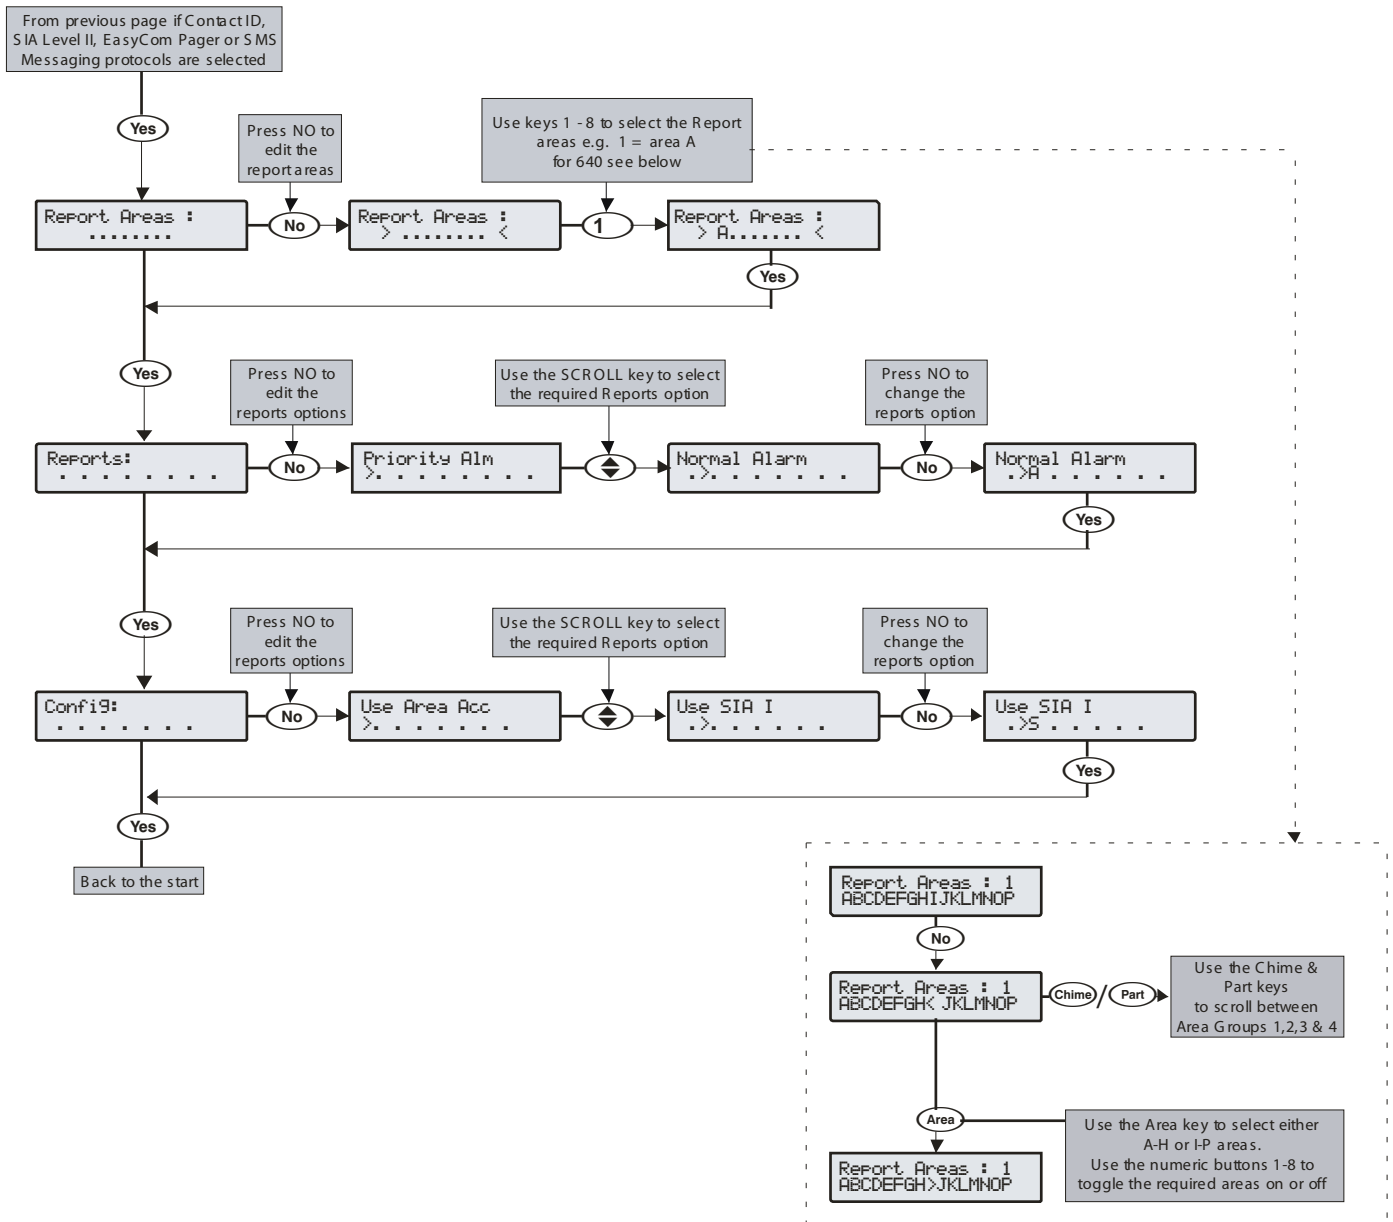 From previous page if Contact ID,
SIA Level II, EasyCom Pager or SMS
Messaging protocols are selected
Yes
Press NO to
edit the
report areas
Use keys 1 - 8 to select the Report
areas e.g. 1 = area A
for 640 see below
Report Areas :
........
No
Report Areas :
> ........ <
1
Report Areas :
> A....... <
Yes
Yes
Press NO to
edit the
reports options
Use the SCROLL key to select
the required Reports option
Press NO to
change the
reports option
Reports:
. . . . . . . .
No
Priority Alm
>. . . . . . . .
Normal Alarm
.>. . . . . . .
No
Normal Alarm
.>A . . . . . .
Yes
Yes
Press NO to
edit the
reports options
Use the SCROLL key to select
the required Reports option
Press NO to
change the
reports option
Config:
. . . . . . .
No
Use Area Acc
>. . . . . . .
Use SIA I
.>. . . . . .
No
Use SIA I
.>S . . . . .
Yes
Yes
Back to the start
Report Areas : 1
ABCDEFGHIJKLMNOP
No
Report Areas : 1
ABCDEFGH< JKLMNOP
Chime / Part
Use the Chime &
Part keys
to scroll between
Area Groups 1,2,3 & 4
Area
Use the Area key to select either
A-H or I-P areas.
Use the numeric buttons 1-8 to
toggle the required areas on or off
Report Areas : 1
ABCDEFGH>JKLMNOP